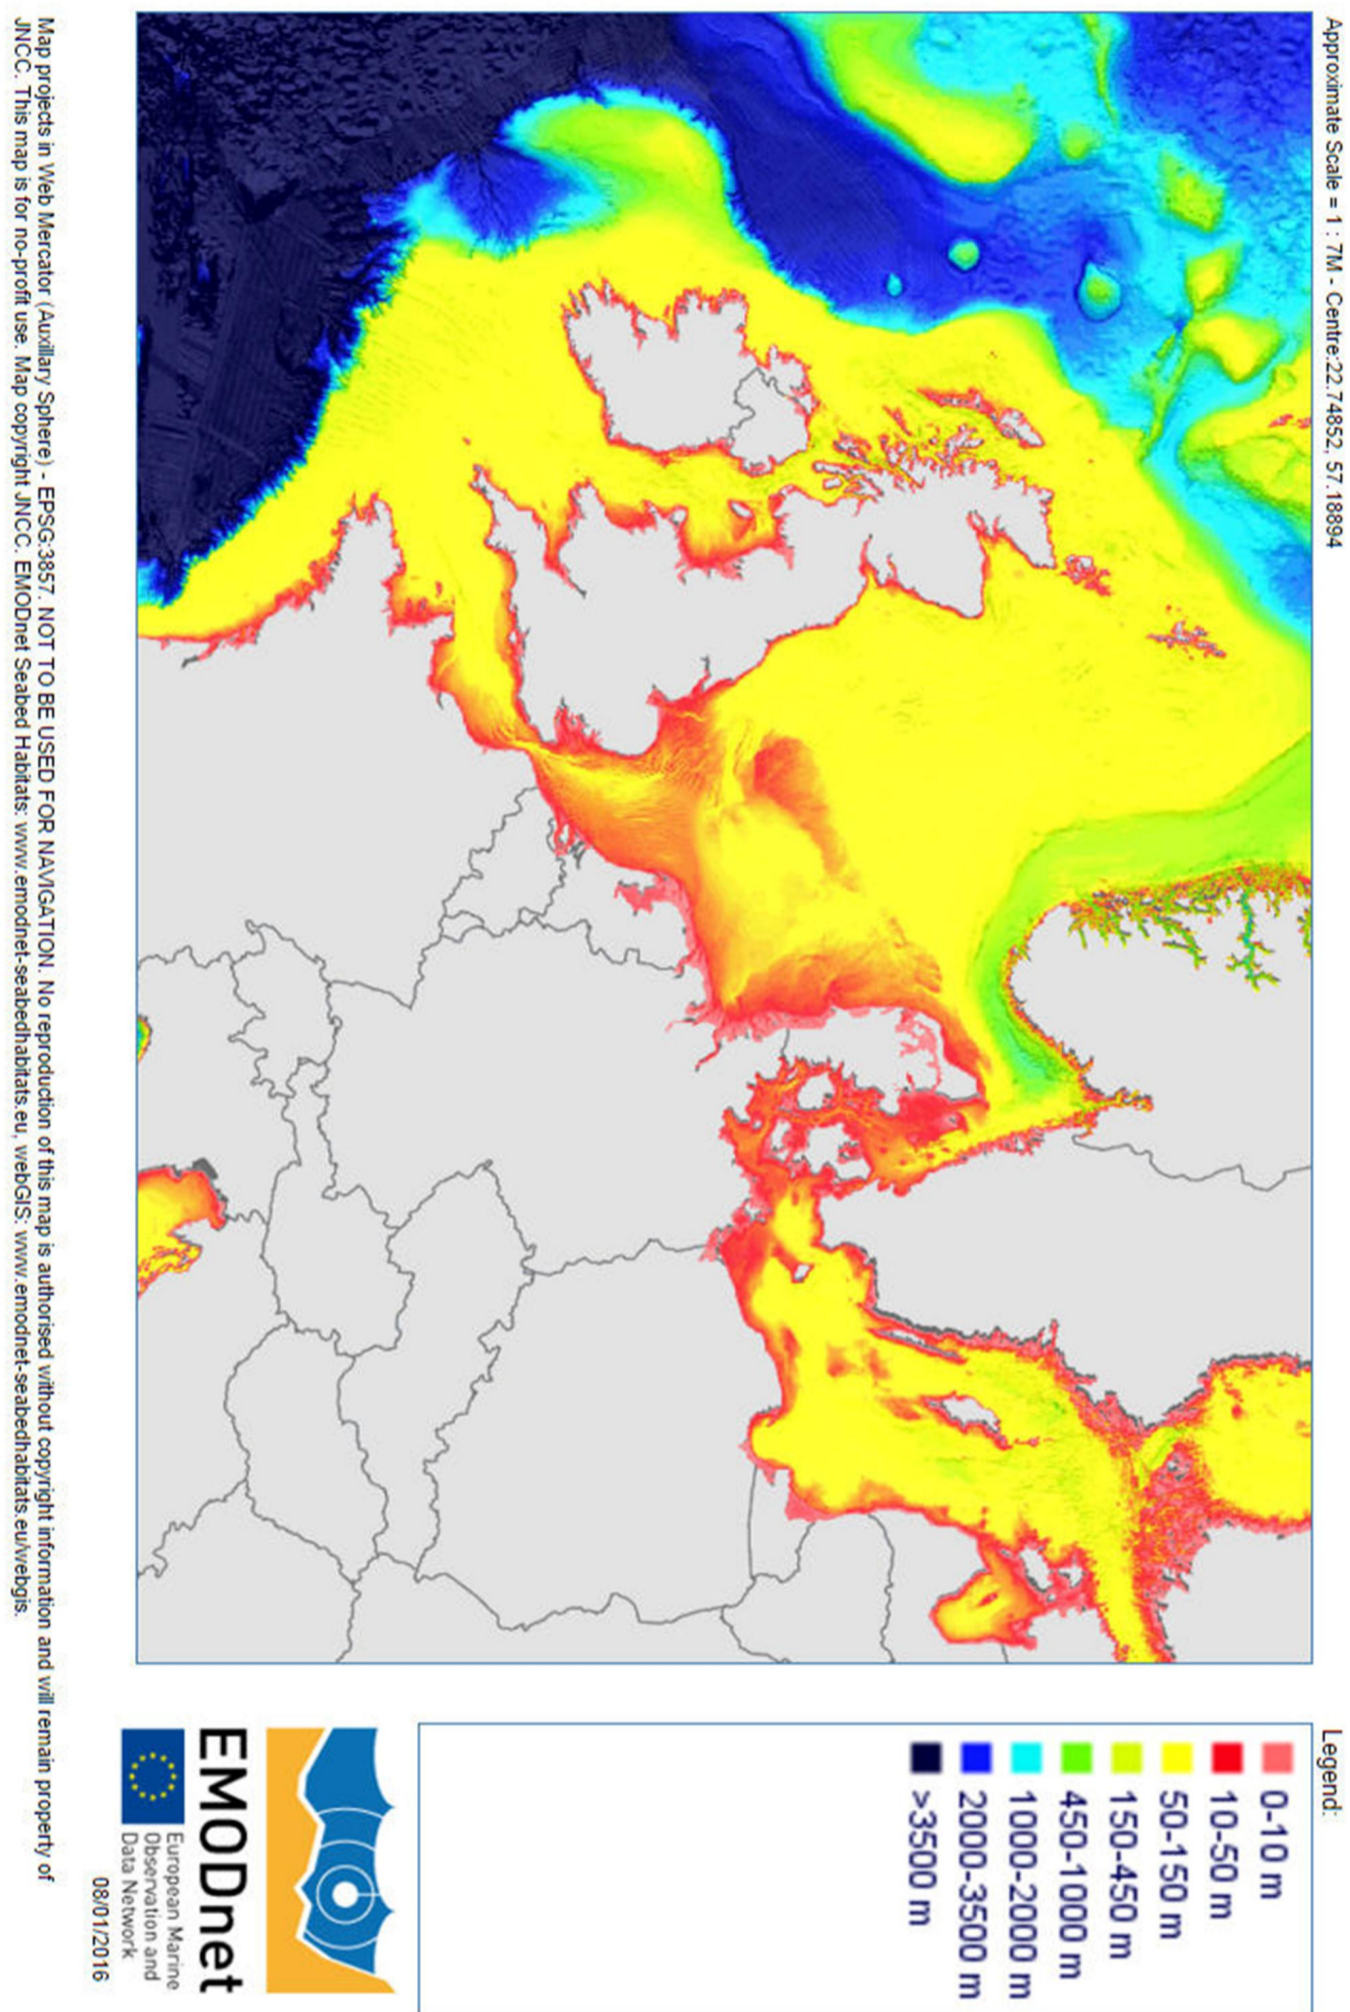 Approximate Scale = 1 : 7M - Centre:22.74852, 57.18894
Legend:
0-10 m
10-50 m
50-150 m
150-450 m
450-1000 m
1000-2000 m
2000-3500 m
>3500 m
EMODnet
European Marine
Observation and
Data Network
08/01/2016
Map projects in Web Mercator (Auxillary Sphere) - EPSG:3857. NOT TO BE USED FOR NAVIGATION. No reproduction of this map is authorised without copyright information and will remain property of
JNCC. This map is for no-profit use. Map copyright JNCC. EMODnet Seabed Habitats: www.emodnet-seabedhabitats.eu, webGIS: www.emodnet-seabedhabitats.eu/webgis.